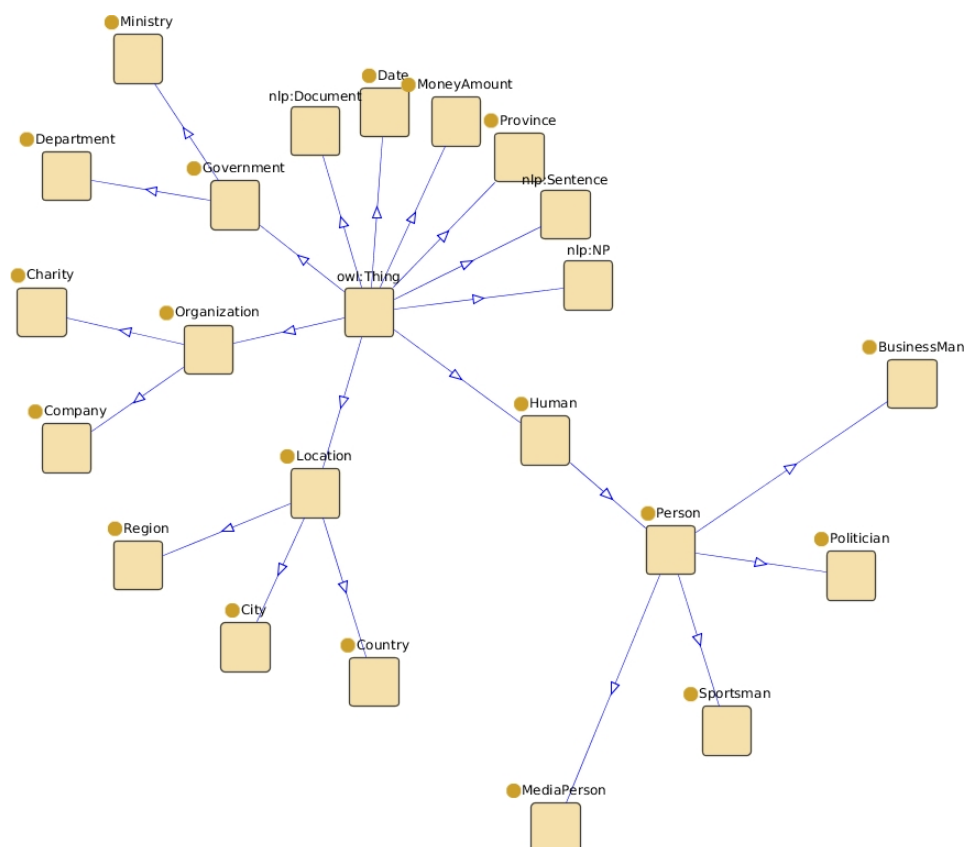 Ministry
Date
MoneyAmount
nlp:Document
Province
Department
Government
nlp:Sentence
nlp:NP
owl:Thing
Charity
Organization
BusinessMan
Human
Company
Location
Person
Region
Politician
City
Country
Sportsman
MediaPerson